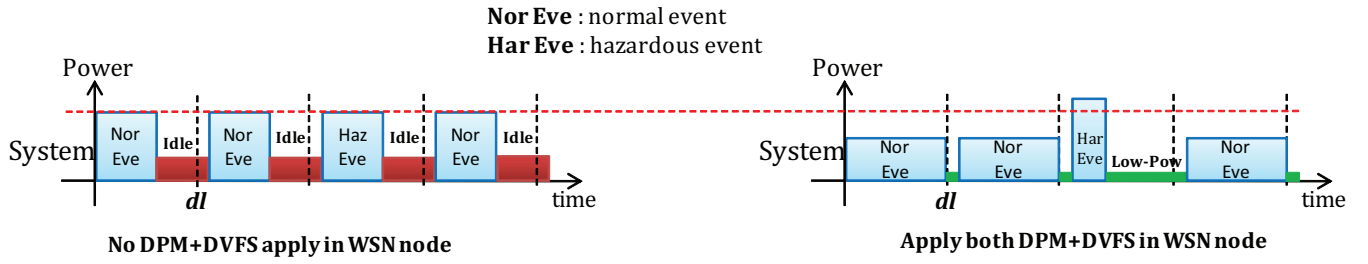 Nor Eve : normal event
Har Eve : hazardous event
Power
System
Nor
Eve
Idle
Nor
Eve
Idle
Haz
Eve
Idle
Nor
Eve
Idle
dl
time
No DPM+DVFS apply in WSN node
Power
System
Nor
Eve
Nor
Eve
Har
Eve
Low-Pow
Nor
Eve
dl
time
Apply both DPM+DVFS in WSN node